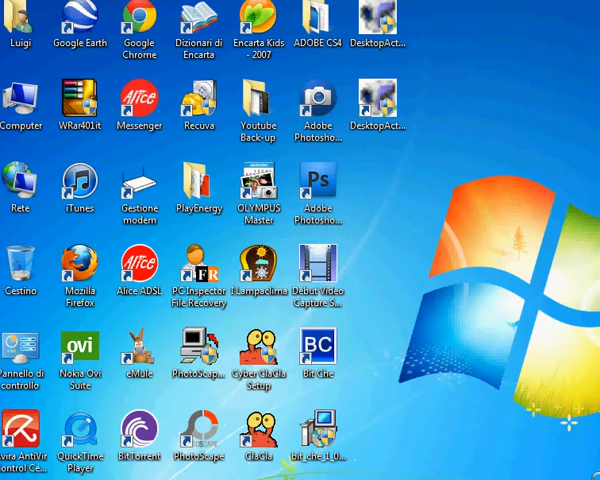 Luigi
Google Earth
Google
Chrome
Dizionari di
Encarta
Encarta Kids
- 2007
ADOBE CS4
DesktopAct...
Computer
WRar401it
Alice
Messenger
Recuva
Youtube
Back-up
Adobe
Photosho...
DesktopAct...
Rete
iTunes
Gestione
modem
PlayEnergy
OLYMPUS
Master
Ps
Adobe
Photosho...
Cestino
Mozilla
Firefox
Alice
Alice ADSL
FR
PC Inspector
File Recovery
I Lampaclima
Debut Video
Capture S...
Pannello di
controllo
ovi
Nokia Ovi
Suite
eMule
PhotoScap...
Cyber ClaCla
Setup
BC
Bit Che
Avira AntiVir
Control Ce...
QuickTime
Player
BitTorrent
PhotoScape
ClaCla
bit_che_1_0...